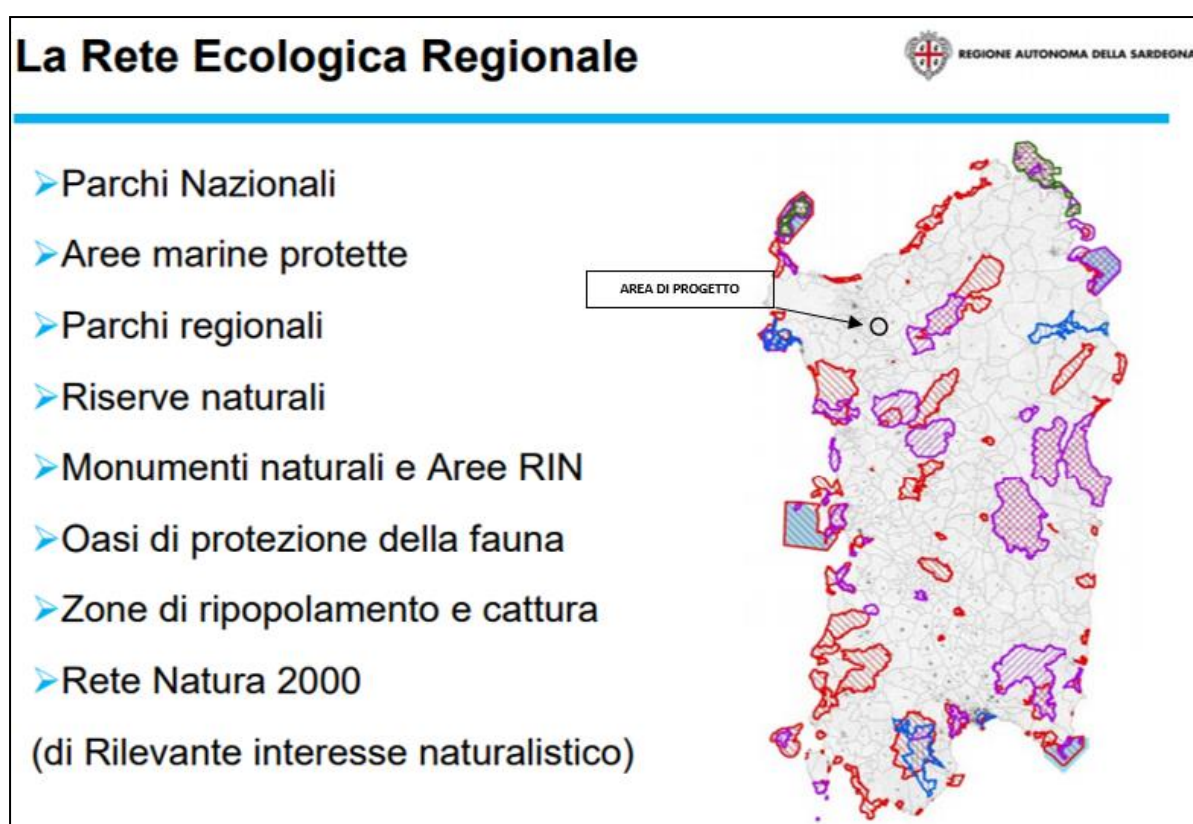 La Rete Ecologica Regionale
REGIONE AUTONOMA DELLA SARDEGNA
➢Parchi Nazionali
➢Aree marine protette
➢Parchi regionali
➢Riserve naturali
➢Monumenti naturali e Aree RIN
➢Oasi di protezione della fauna
➢Zone di ripopolamento e cattura
➢Rete Natura 2000
(di Rilevante interesse naturalistico)
AREA DI PROGETTO